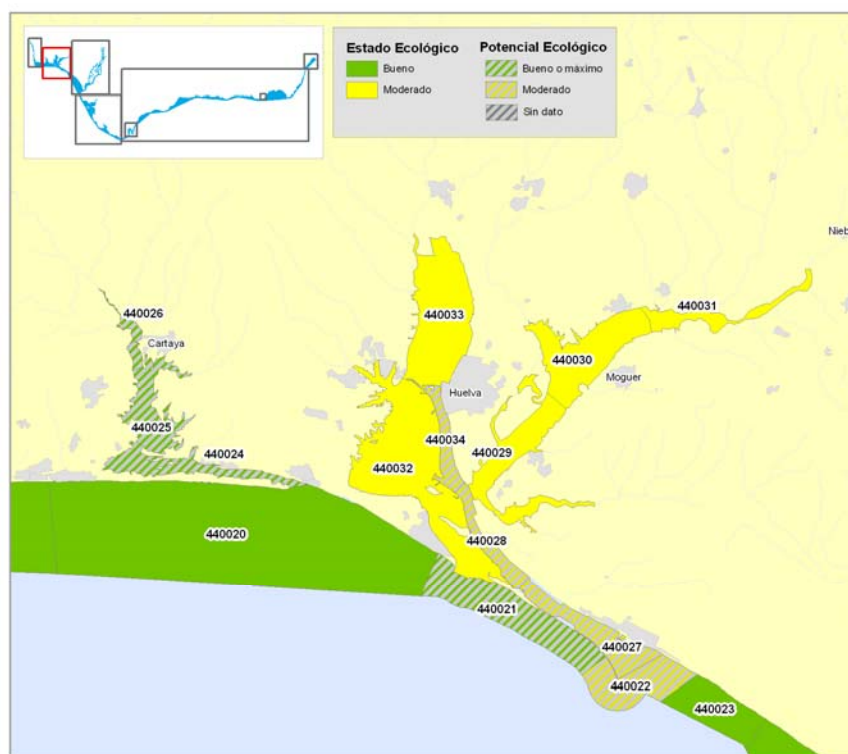 Estado Ecológico
Bueno
Moderado
Potencial Ecológico
Bueno o máximo
Moderado
Sin dato
Nieb
440031
440026
440033
Cartaya
440030
Moguer
Huelva
440025
440034
440024
440029
440032
440020
440028
440021
440027
440022
440023